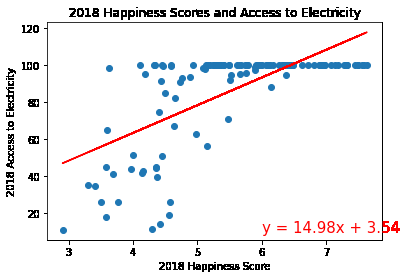 2018 Happiness Scores and Access to Electricity
120
100
80
60
40
20
2018 Access to Electricity
y = 14.98x + 3.54
3 4 5 6 7
2018 Happiness Score